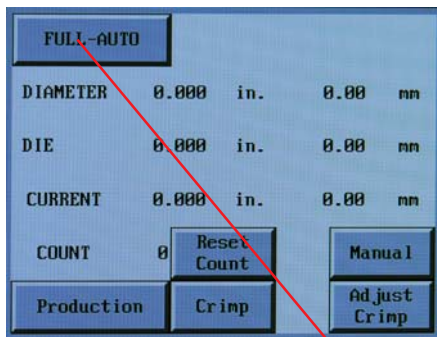 FULL-AUTO
DIAMETER 0.000 in. 0.00 mm
DIE 0.000 in. 0.00 mm
CURRENT 0.000 in. 0.00 mm
COUNT 0 Reset Count Manual
Production Crimp Adjust Crimp